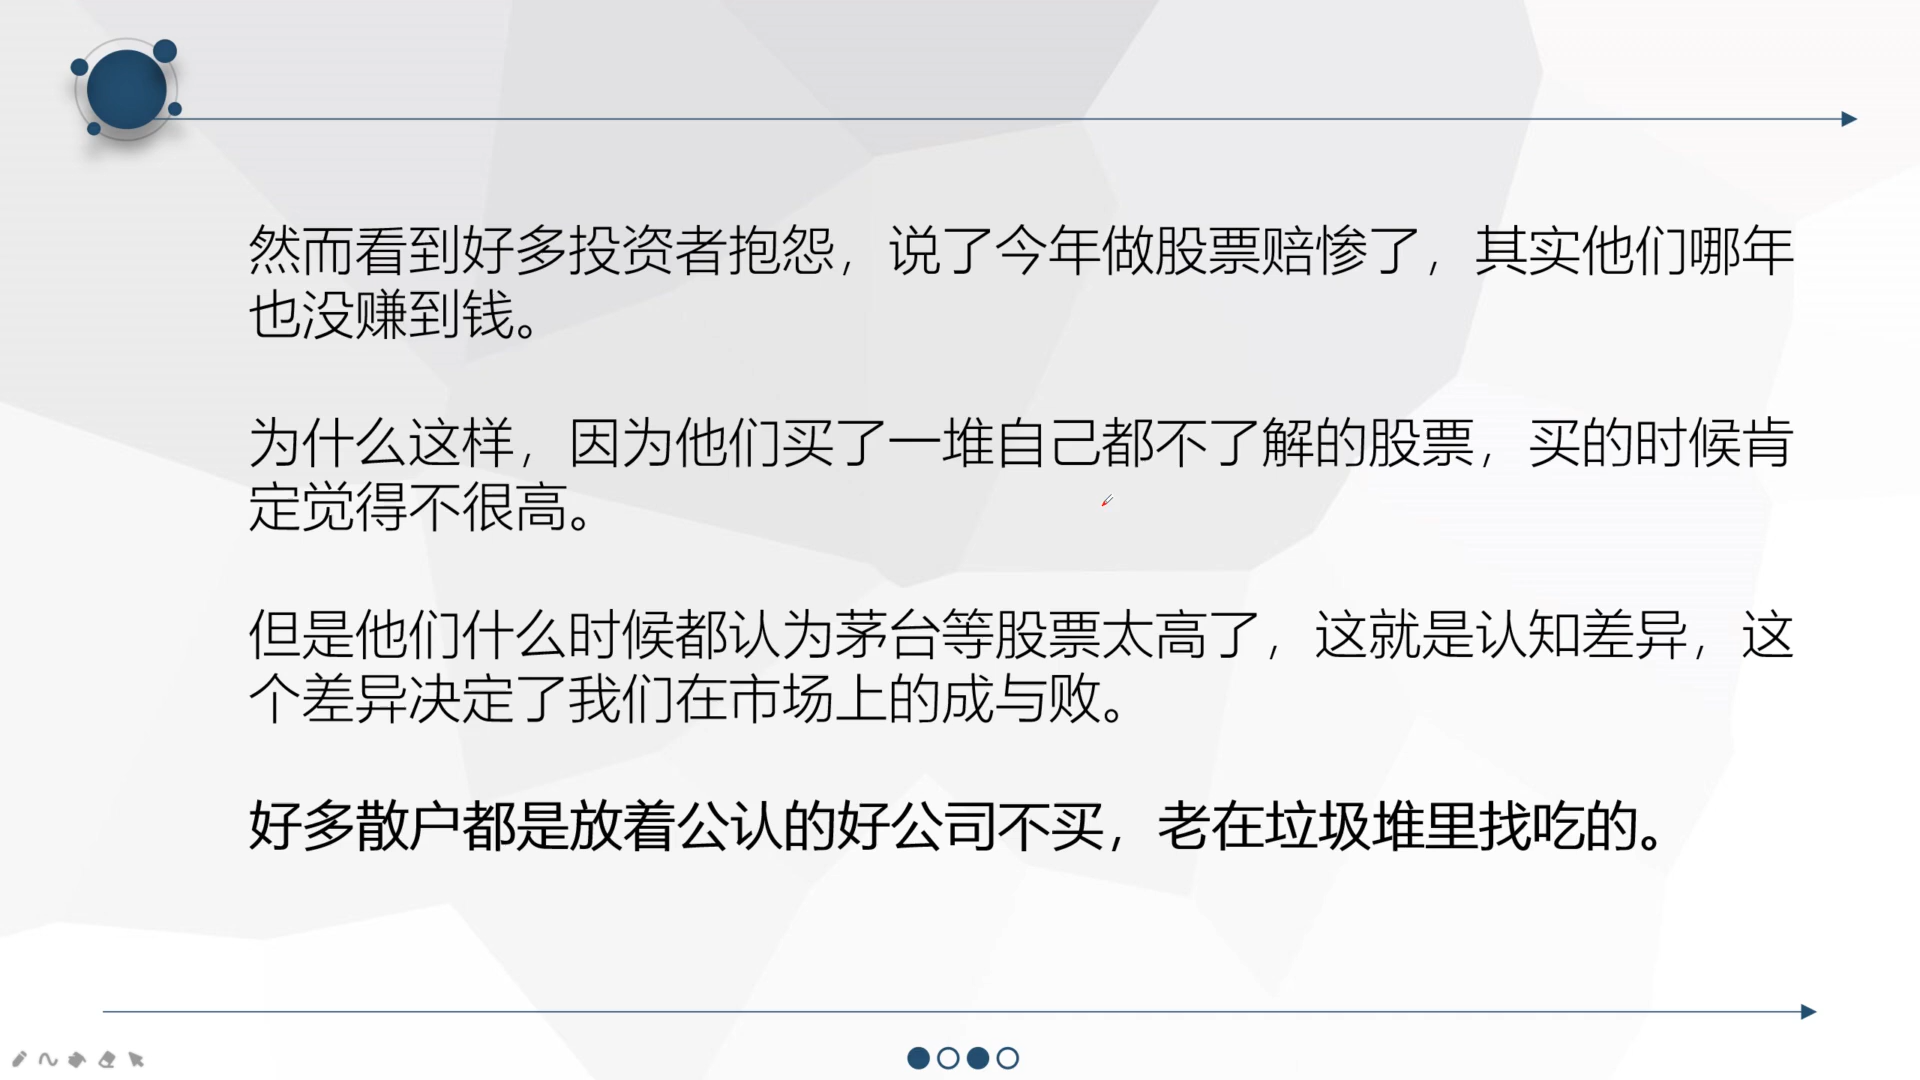 然而看到好多投资者抱怨，说了今年做股票赔惨了，其实他们哪年
也没赚到钱。
为什么这样，因为他们买了一堆自己都不了解的股票，买的时候肯
定觉得不很高。
但是他们什么时候都认为茅台等股票太高了，这就是认知差异，这
个差异决定了我们在市场上的成与败。
好多散户都是放着公认的好公司不买，老在垃圾堆里找吃的。